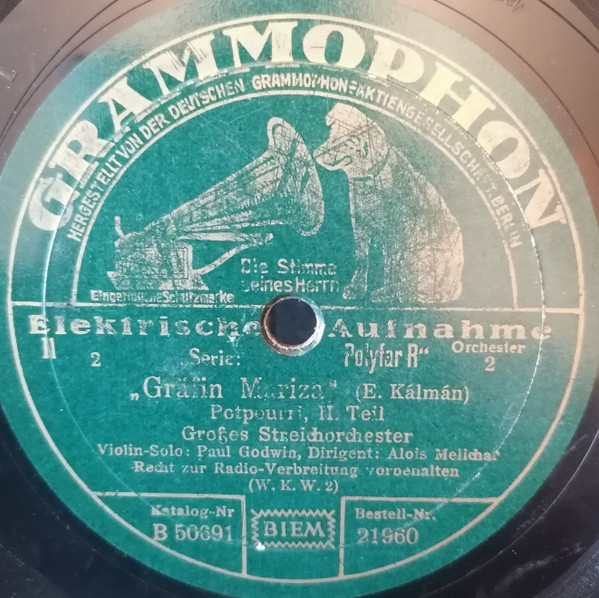 GRAMMOPHON
HERGESTELLT VON DER DEUTSCHEN GRAMMOPHON=AKTIENGESELLSCHAFT, BERLIN
Die Stimme
seines Herrn
Eingetragene Schutzmarke
Elektrische Aufnahme
II 2 Serie: Polyfar R“ Orchester 2
„Gräfin Mariza“ (E. Kálmán)
Potpourri, II. Teil
Großes Streichorchester
Violin-Solo: Paul Godwin, Dirigent: Alois Melichar
Recht zur Radio-Verbreitung vorbehalten
(W. K. W. 2)
Katalog-Nr
B 50691
BIEM
Bestell-Nr.
21960